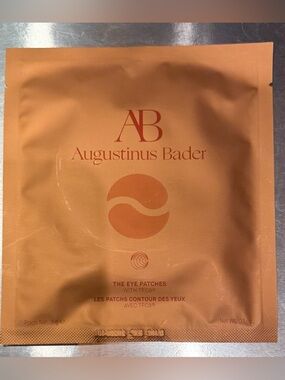 AB
Augustinus Bader
THE EYE PATCHES
WITH TFC8®
LES PATCHS CONTOUR DES YEUX
AVEC TFC8®